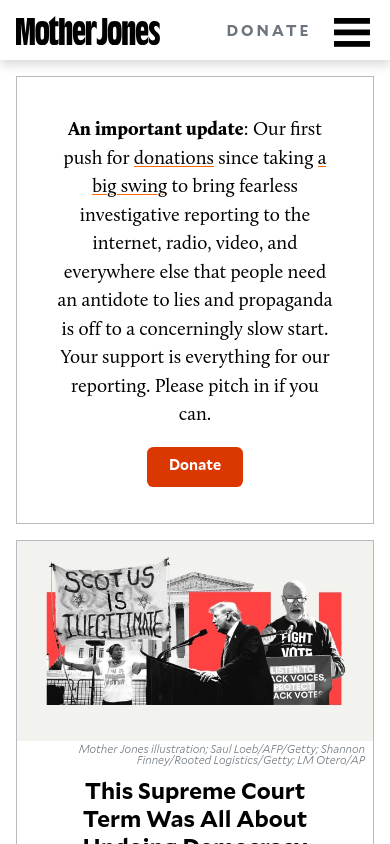 Mother Jones
DONATE
An important update: Our first
push for donations since taking a
big swing to bring fearless
investigative reporting to the
internet, radio, video, and
everywhere else that people need
an antidote to lies and propaganda
is off to a concerningly slow start.
Your support is everything for our
reporting. Please pitch in if you
can.
Donate
SCOTUS
IS
ILLEGITIMATE
FIGHT
VOTE
LISTEN TO
ACK VOICES,
PROTECT
ACK VOTES
Mother Jones illustration; Saul Loeb/AFP/Getty; Shannon
Finney/Rooted Logistics/Getty; LM Otero/AP
This Supreme Court
Term Was All About
Undoing Democracy